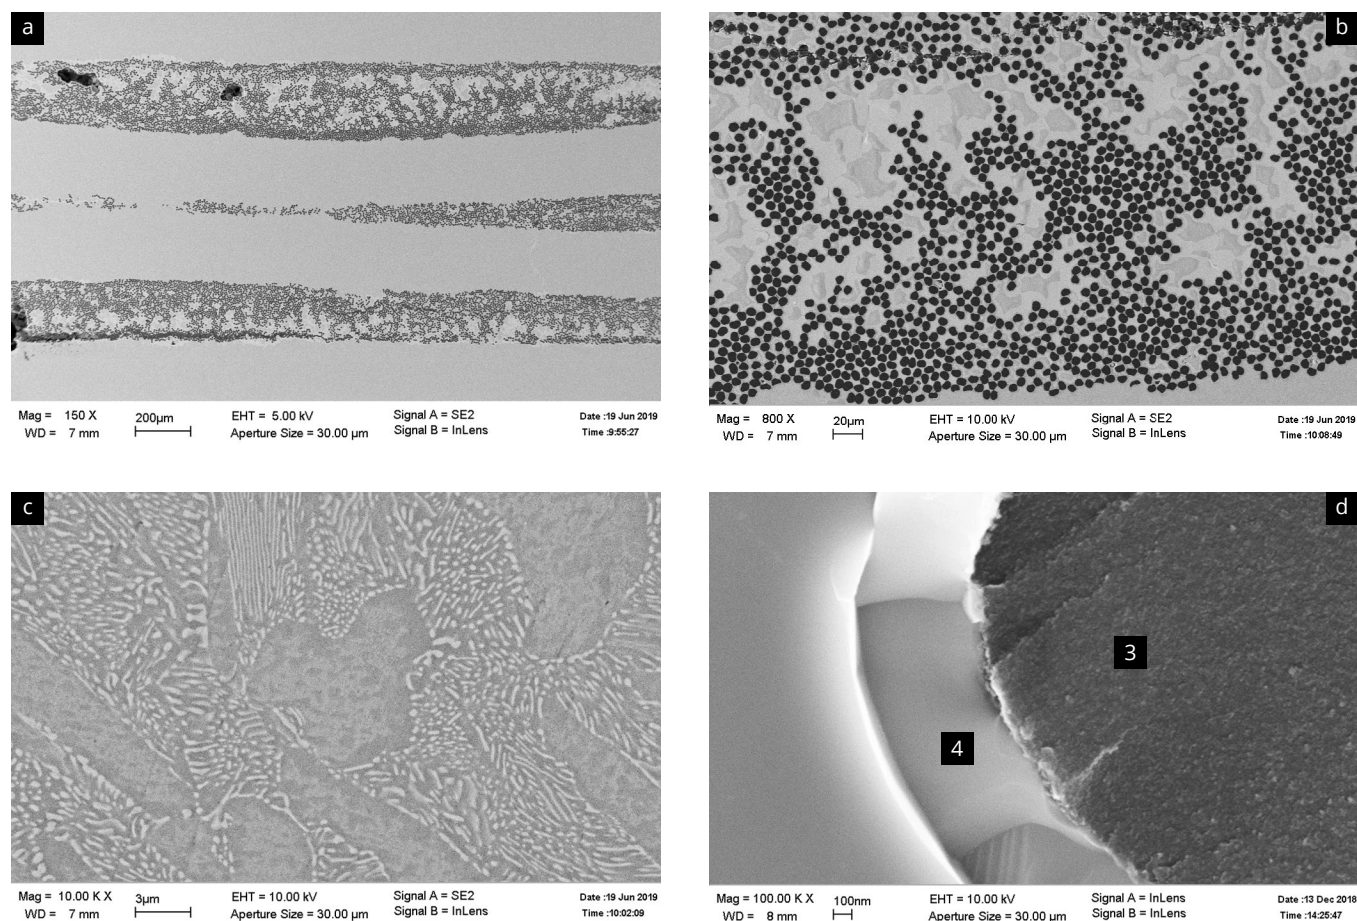 a
Mag = 150 X 200µm EHT = 5.00 kV Signal A = SE2 Date :19 Jun 2019
WD = 7 mm Aperture Size = 30.00 µm Signal B = InLens Time :9:55:27
b
Mag = 800 X 20µm EHT = 10.00 kV Signal A = SE2 Date :19 Jun 2019
WD = 7 mm Aperture Size = 30.00 µm Signal B = InLens Time :10:08:49
c
Mag = 10.00 K X 3µm EHT = 10.00 kV Signal A = SE2 Date :19 Jun 2019
WD = 7 mm Aperture Size = 30.00 µm Signal B = InLens Time :10:02:09
d
3
4
Mag = 100.00 K X 100nm EHT = 10.00 kV Signal A = InLens Date :13 Dec 2018
WD = 8 mm Aperture Size = 30.00 µm Signal B = InLens Time :14:25:47